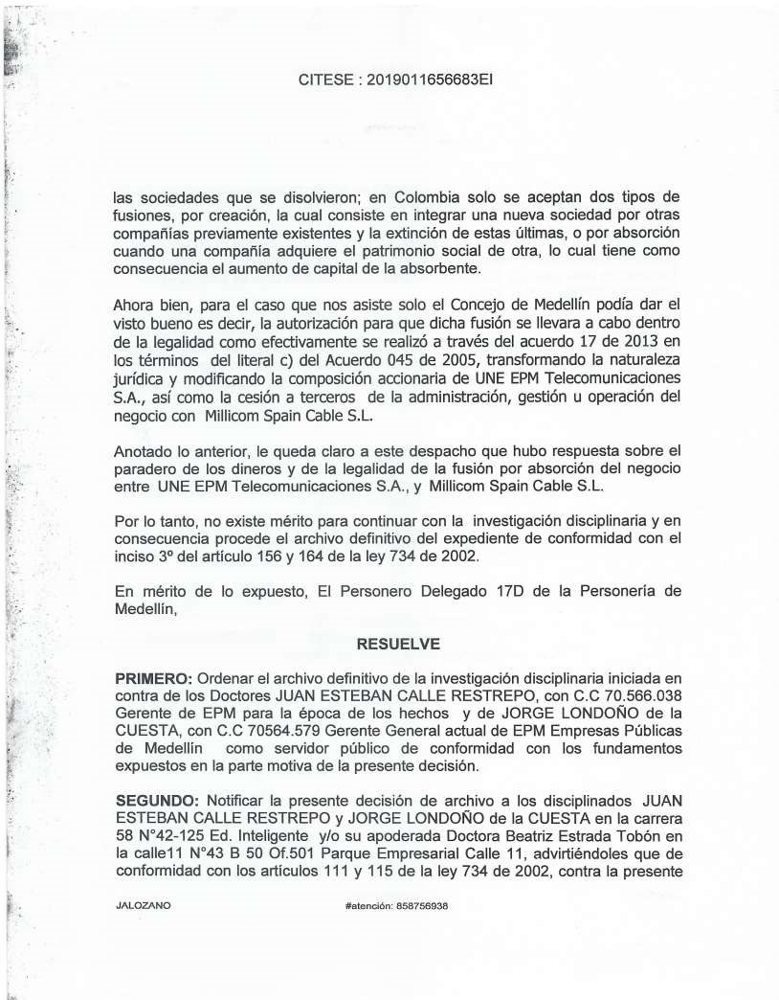 CITESE : 2019011656683EI
las sociedades que se disolvieron; en Colombia solo se aceptan dos tipos de
fusiones, por creación, la cual consiste en integrar una nueva sociedad por otras
compañías previamente existentes y la extinción de estas últimas, o por absorción
cuando una compañía adquiere el patrimonio social de otra, lo cual tiene como
consecuencia el aumento de capital de la absorbente.
Ahora bien, para el caso que nos asiste solo el Concejo de Medellín podía dar el
visto bueno es decir, la autorización para que dicha fusión se llevara a cabo dentro
de la legalidad como efectivamente se realizó a través del acuerdo 17 de 2013 en
los términos del literal c) del Acuerdo 045 de 2005, transformando la naturaleza
jurídica y modificando la composición accionaria de UNE EPM Telecomunicaciones
S.A., así como la cesión a terceros de la administración, gestión u operación del
negocio con Millicom Spain Cable S.L.
Anotado lo anterior, le queda claro a este despacho que hubo respuesta sobre el
paradero de los dineros y de la legalidad de la fusión por absorción del negocio
entre UNE EPM Telecomunicaciones S.A., y Millicom Spain Cable S.L.
Por lo tanto, no existe mérito para continuar con la investigación disciplinaria y en
consecuencia procede el archivo definitivo del expediente de conformidad con el
inciso 3º del artículo 156 y 164 de la ley 734 de 2002.
En mérito de lo expuesto, El Personero Delegado 17D de la Personería de
Medellín,
RESUELVE
PRIMERO: Ordenar el archivo definitivo de la investigación disciplinaria iniciada en
contra de los Doctores JUAN ESTEBAN CALLE RESTREPO, con C.C 70.566.038
Gerente de EPM para la época de los hechos y de JORGE LONDOÑO de la
CUESTA, con C.C 70564.579 Gerente General actual de EPM Empresas Públicas
de Medellín como servidor público de conformidad con los fundamentos
expuestos en la parte motiva de la presente decisión.
SEGUNDO: Notificar la presente decisión de archivo a los disciplinados JUAN
ESTEBAN CALLE RESTREPO y JORGE LONDOÑO de la CUESTA en la carrera
58 N°42-125 Ed. Inteligente y/o su apoderada Doctora Beatriz Estrada Tobón en
la calle11 N°43 B 50 Of.501 Parque Empresarial Calle 11, advirtiéndoles que de
conformidad con los artículos 111 y 115 de la ley 734 de 2002, contra la presente
JALOZANO #atención: 858756938